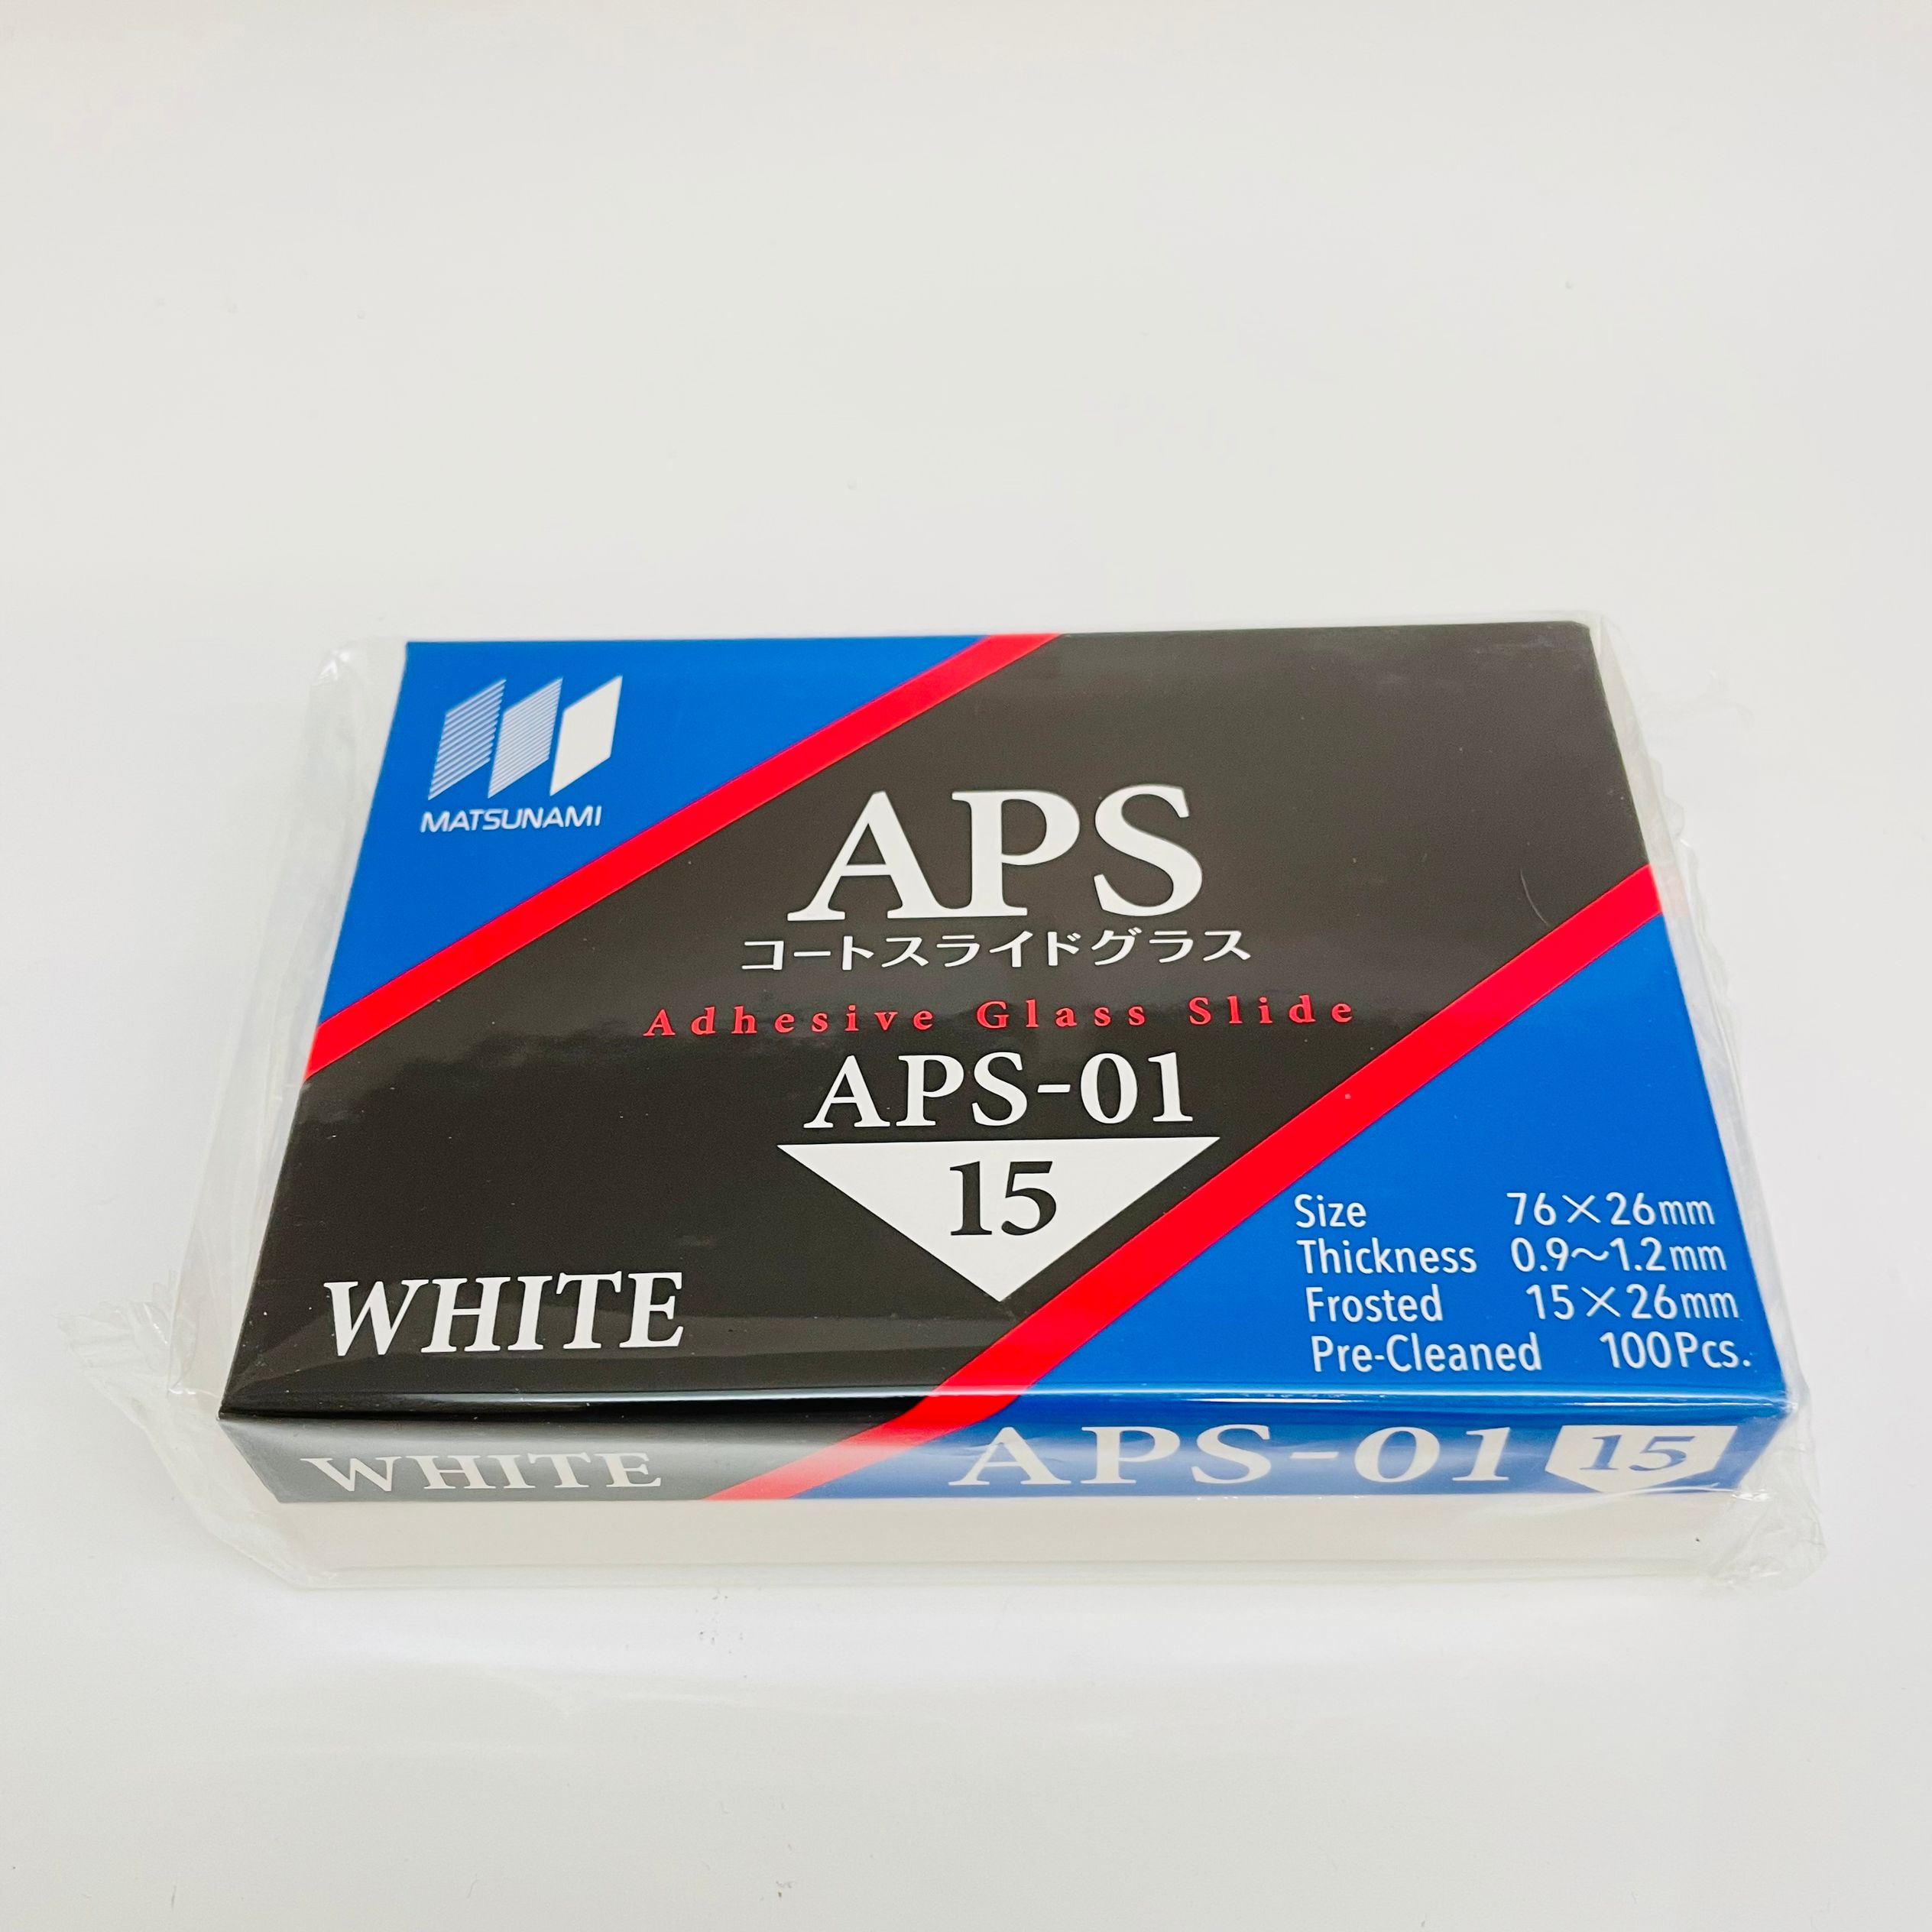 MATSUNAMI
APS
コートスライドグラス
Adhesive Glass Slide
APS-01
15
WHITE
Size 76×26mm
Thickness 0.9～1.2mm
Frosted 15×26mm
Pre-Cleaned 100Pcs.
WHITE APS-01 15